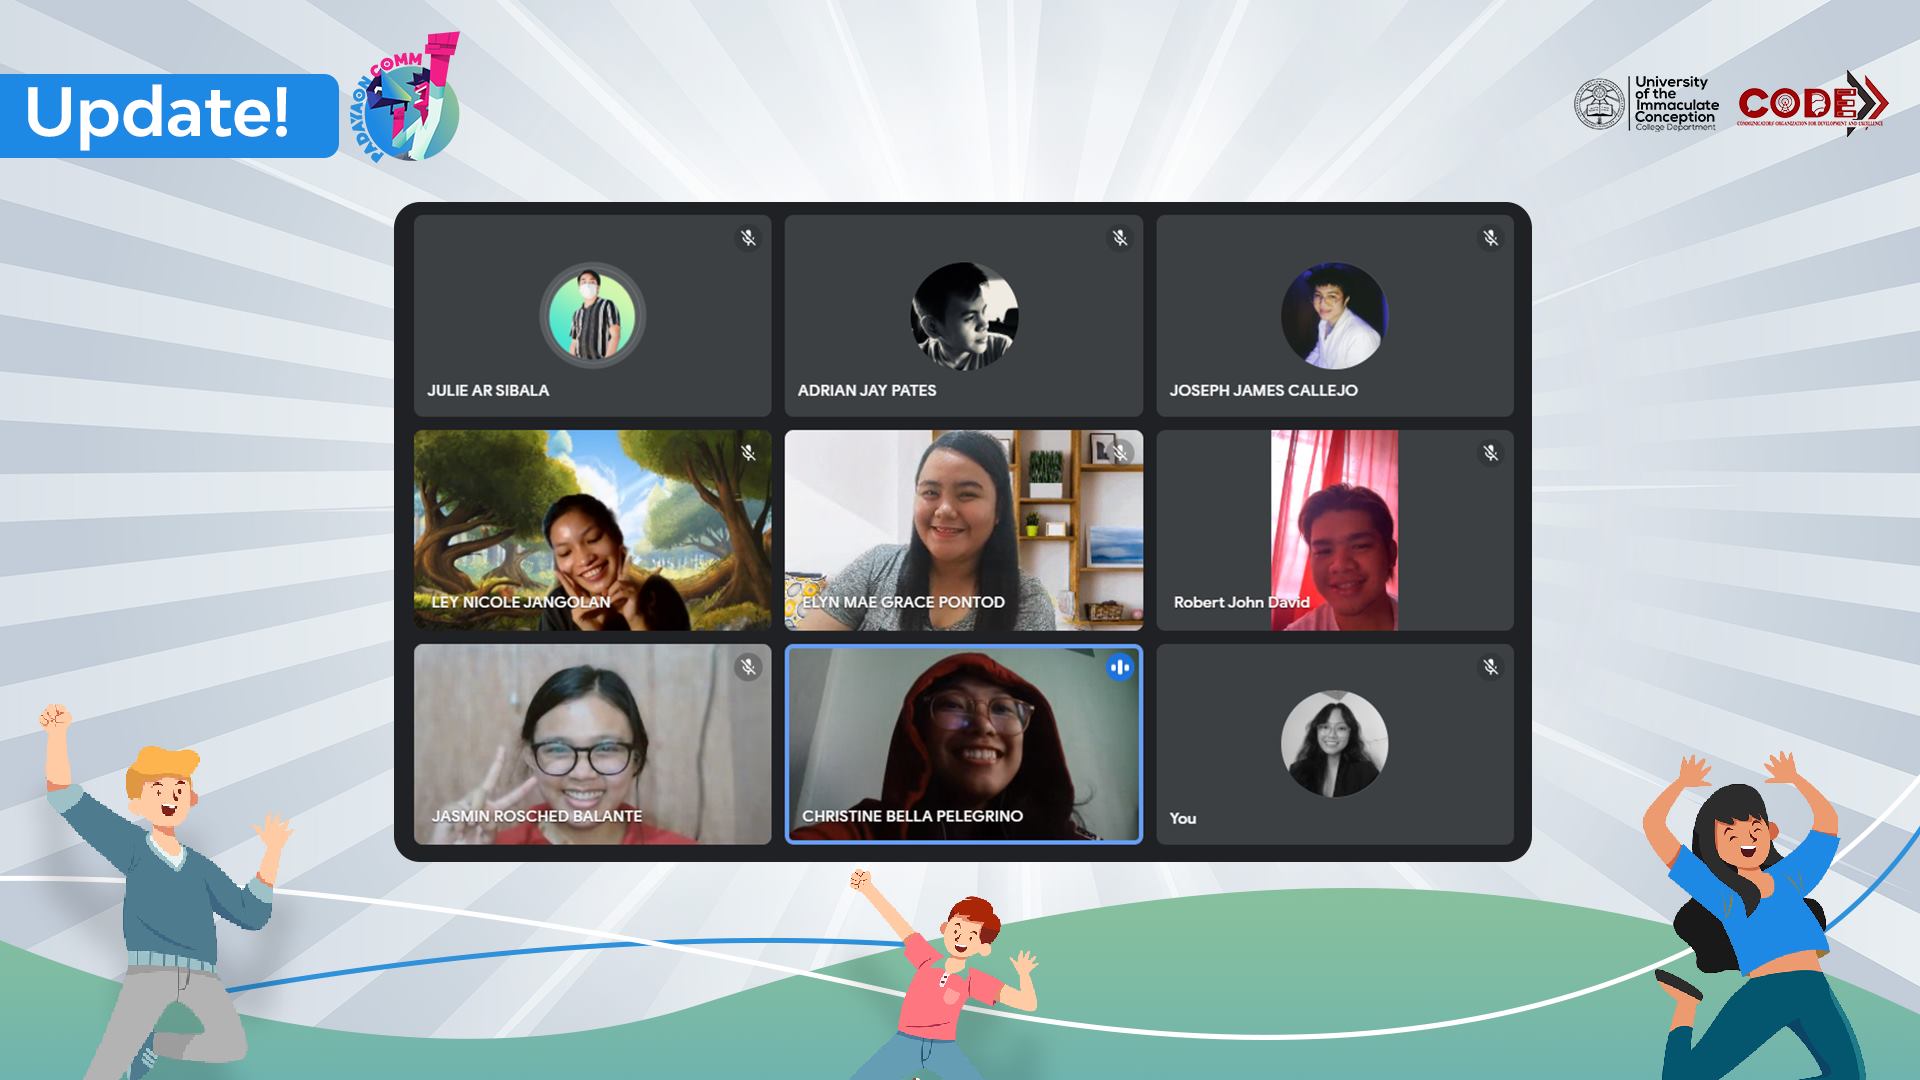 Update!
PADAYAON COMM
University
of the
Immaculate
Conception
College Department
CODE
COMMUNICATORS' ORGANIZATION FOR DEVELOPMENT AND EXCELLENCE
JULIE AR SIBALA
ADRIAN JAY PATES
JOSEPH JAMES CALLEJO
LEY NICOLE JANGOLAN
ELYN MAE GRACE PONTOD
Robert John David
JASMIN ROSCHED BALANTE
CHRISTINE BELLA PELEGRINO
You